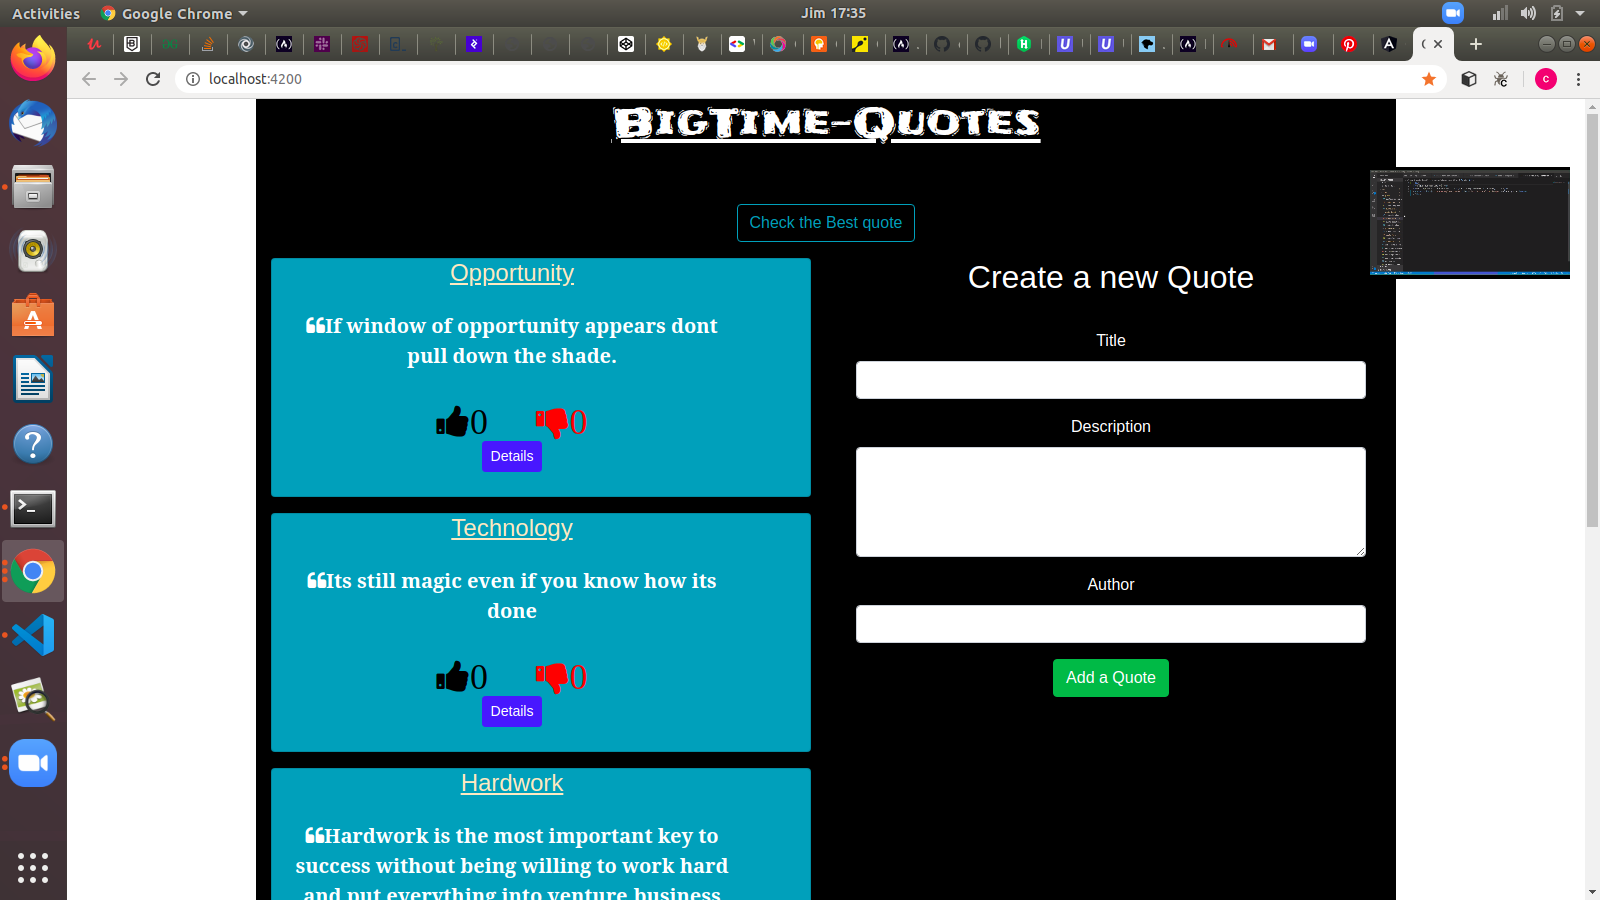 Activities
Google Chrome
Jim 17:35
localhost:4200
c
BigTime-Quotes
Check the Best quote
Opportunity
If window of opportunity appears dont
pull down the shade.
0
0
Details
Technology
Its still magic even if you know how its
done
0
0
Details
Hardwork
Hardwork is the most important key to
success without being willing to work hard
and put everything into venture business
Create a new Quote
Title
Description
Author
Add a Quote